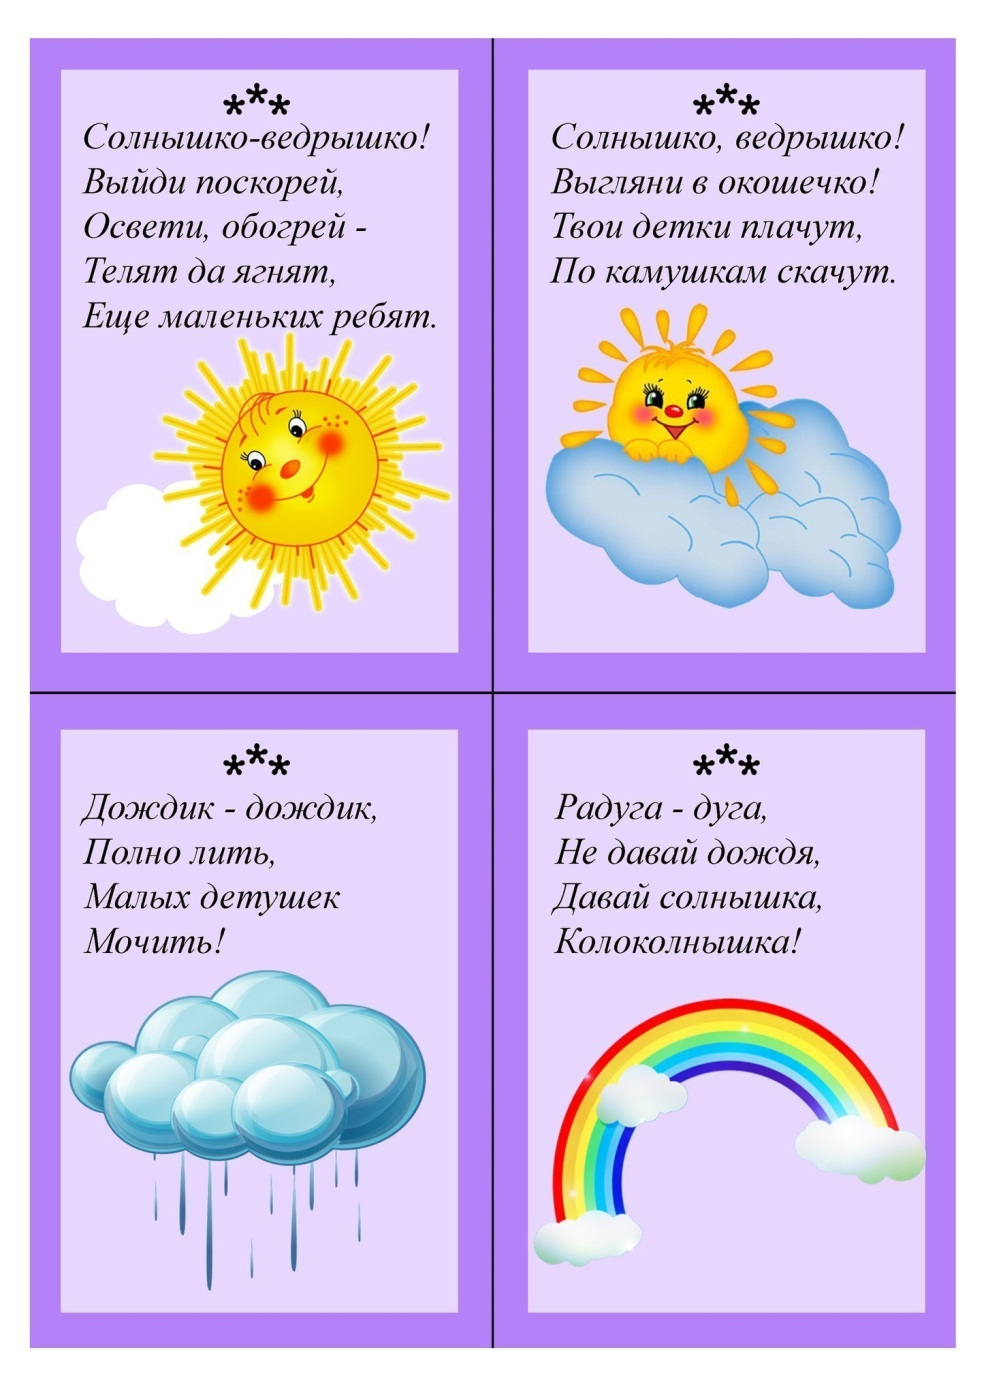 ***
Солнышко-ведрышко!
Выйди поскорей,
Освети, обогрей -
Телят да ягнят,
Еще маленьких ребят.
***
Солнышко, ведрышко!
Выгляни в окошечко!
Твои детки плачут,
По камушкам скачут.
***
Дождик - дождик,
Полно лить,
Малых детушек
Мочить!
***
Радуга - дуга,
Не давай дождя,
Давай солнышка,
Колоколнышка!